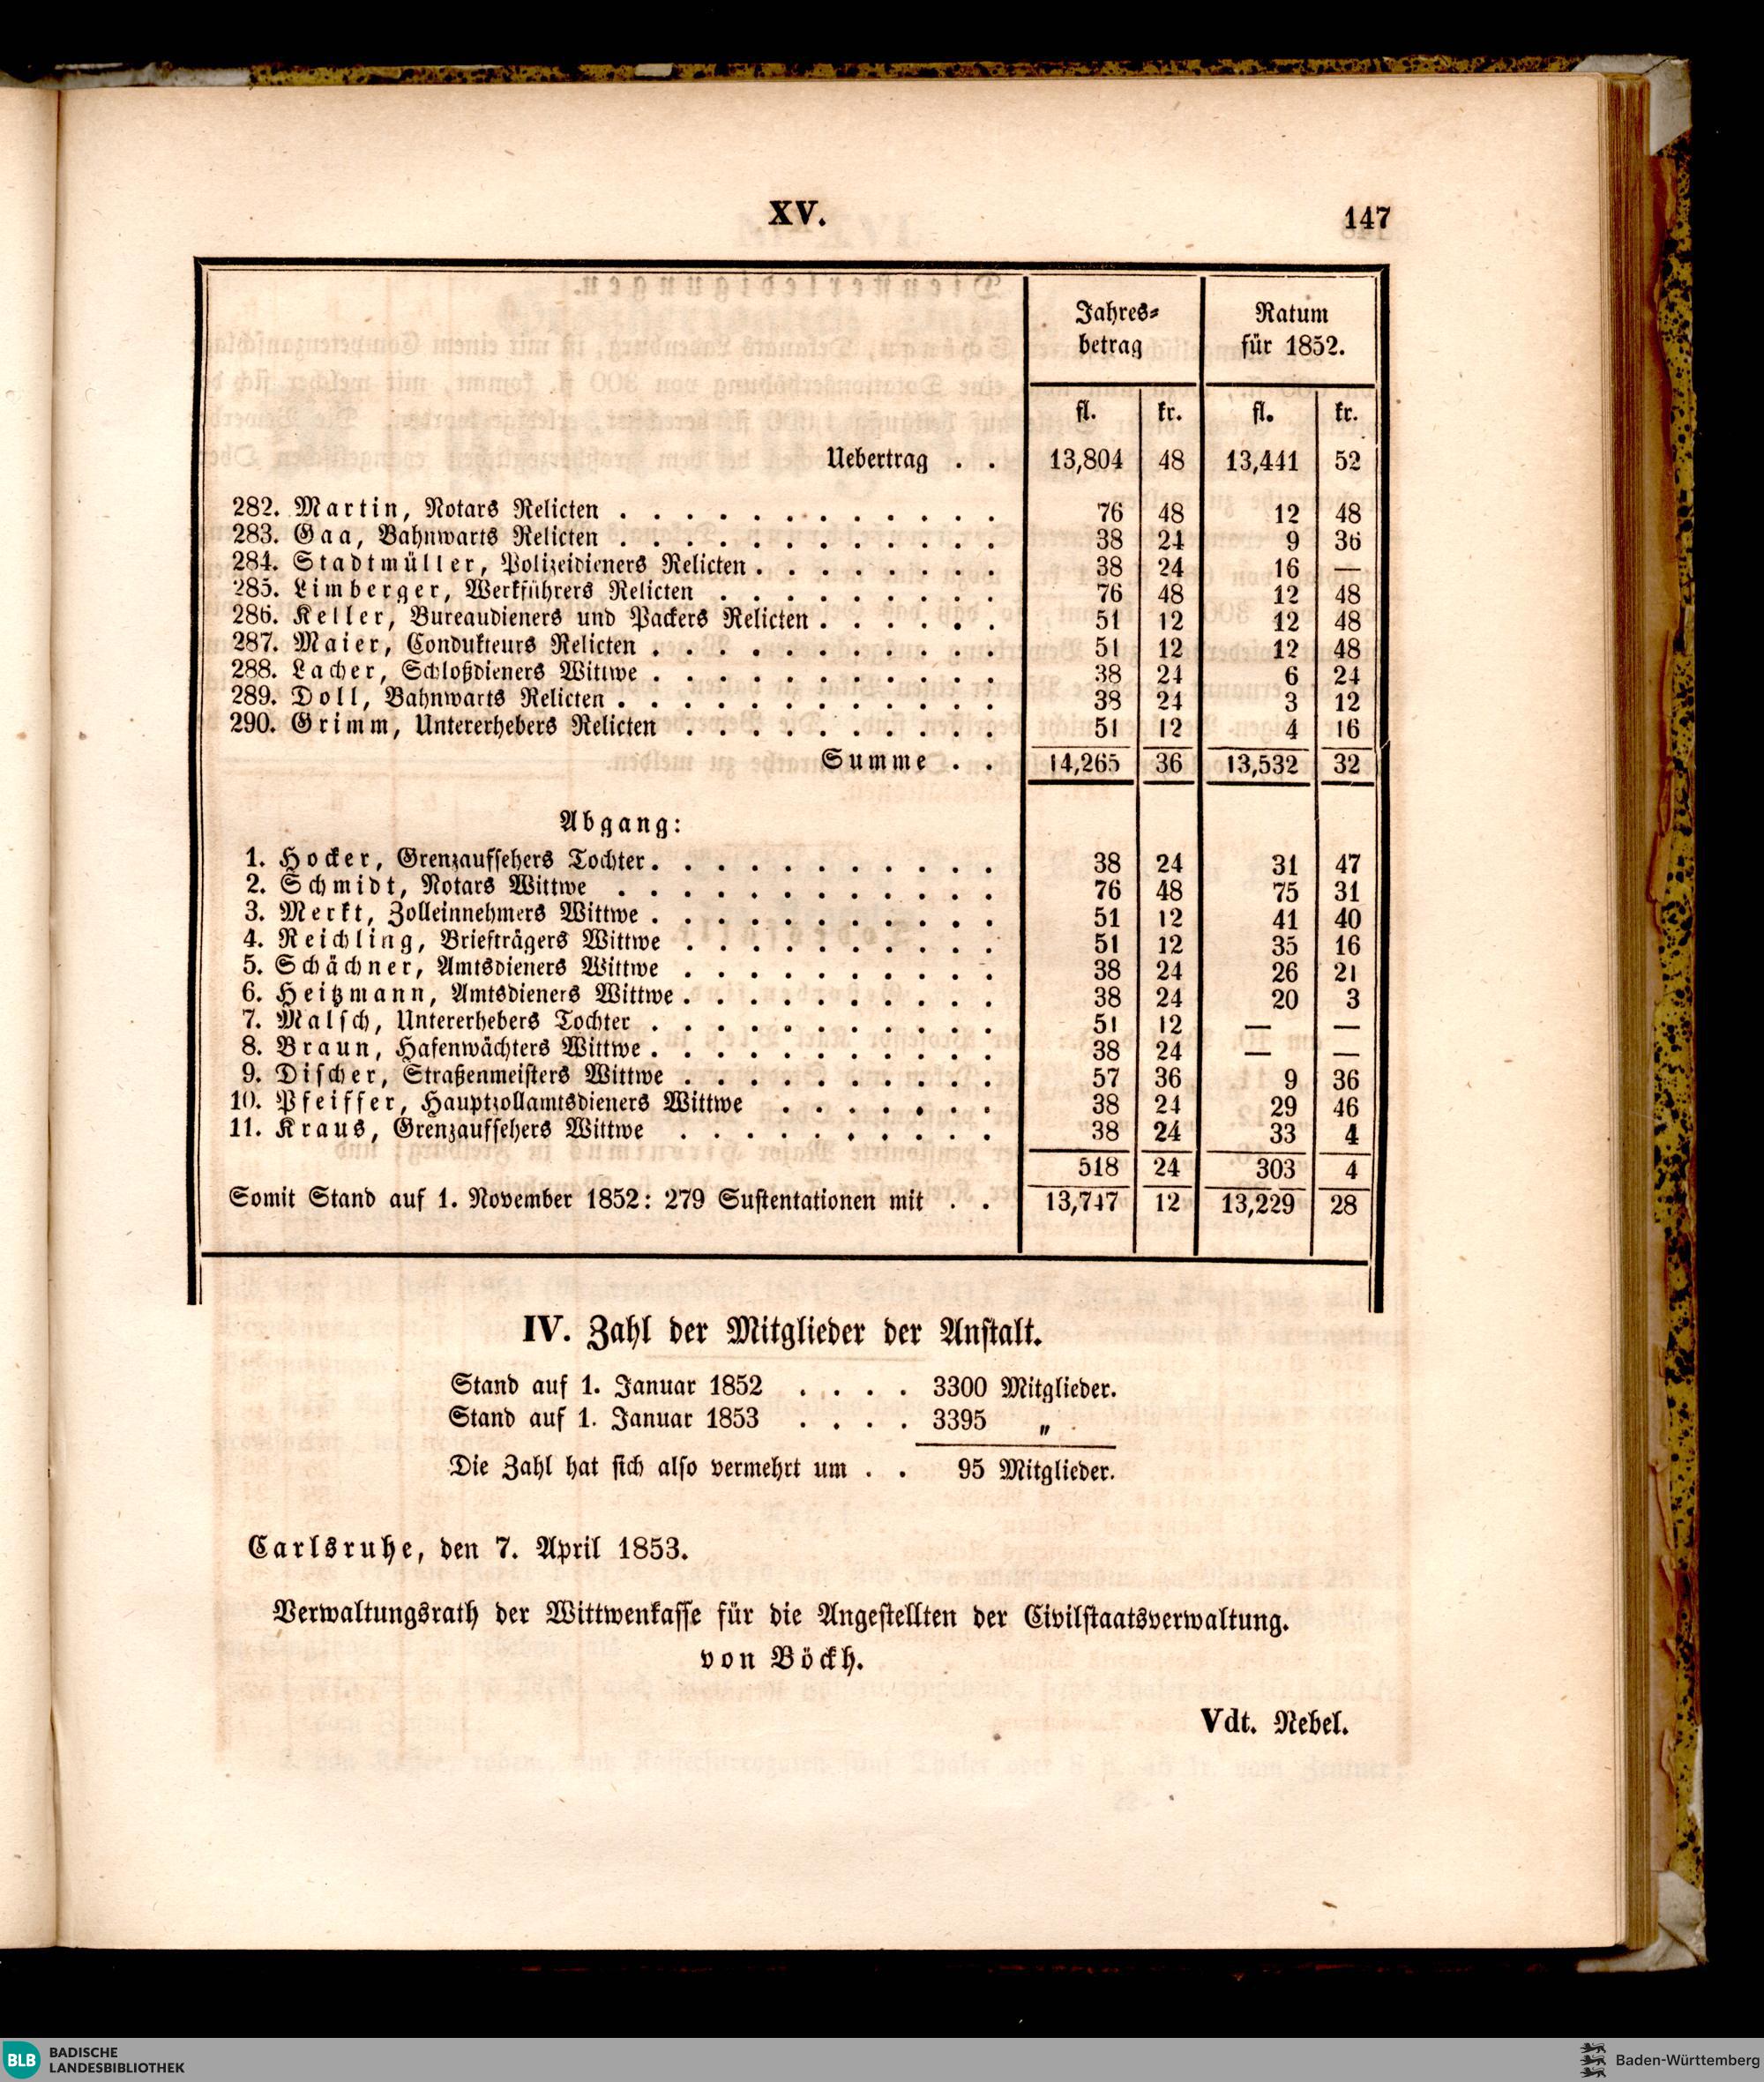 XV. 147
Jahres- Ratum
betrag für 1852.
fl. kr. fl. kr.
Uebertrag . . 13,804 48 13,441 52
282. Martin, Notars Relicten . . . . . . . . . . . . 76 48 12 48
283. Gaa, Bahnwarts Relicten . . . . . . . . . . . . 38 24 9 36
284. Stadtmüller, Polizeidieners Relicten . . . . . . . . 38 24 16 —
285. Limberger, Werkführers Relicten . . . . . . . . . 76 48 12 48
286. Keller, Bureaudieners und Packers Relicten . . . . . . 51 12 12 48
287. Maier, Condukteurs Relicten . . . . . . . . . . . 51 12 12 48
288. Lacher, Schloßdieners Wittwe . . . . . . . . . . . 38 24 6 24
289. Doll, Bahnwarts Relicten . . . . . . . . . . . . 38 24 3 12
290. Grimm, Untererhebers Relicten . . . . . . . . . . 51 12 4 16
Summe . . 14,265 36 13,532 32
Abgang:
1. Hocker, Grenzaufsehers Tochter . . . . . . . . . . . 38 24 31 47
2. Schmidt, Notars Wittwe . . . . . . . . . . . . 76 48 75 31
3. Merkt, Zolleinnehmers Wittwe . . . . . . . . . . . 51 12 41 40
4. Reichling, Briefträgers Wittwe . . . . . . . . . . 51 12 35 16
5. Schächner, Amtsdieners Wittwe . . . . . . . . . . 38 24 26 21
6. Heitzmann, Amtsdieners Wittwe . . . . . . . . . . 38 24 20 3
7. Malsch, Untererhebers Tochter . . . . . . . . . . . 51 12 — —
8. Braun, Hafenwächters Wittwe . . . . . . . . . . . 38 24 — —
9. Discher, Straßenmeisters Wittwe . . . . . . . . . . 57 36 9 36
10. Pfeiffer, Hauptzollamtsdieners Wittwe . . . . . . . 38 24 29 46
11. Kraus, Grenzaufsehers Wittwe . . . . . . . . . . 38 24 33 4
518 24 303 4
Somit Stand auf 1. November 1852: 279 Sustentationen mit . . 13,747 12 13,229 28
IV. Zahl der Mitglieder der Anstalt.
Stand auf 1. Januar 1852 . . . . 3300 Mitglieder.
Stand auf 1. Januar 1853 . . . . 3395 „
Die Zahl hat sich also vermehrt um . . 95 Mitglieder.
Carlsruhe, den 7. April 1853.
Verwaltungsrath der Wittwenkasse für die Angestellten der Civilstaatsverwaltung.
von Böckh.
Vdt. Nebel.
BLB BADISCHE
LANDESBIBLIOTHEK
Baden-Württemberg